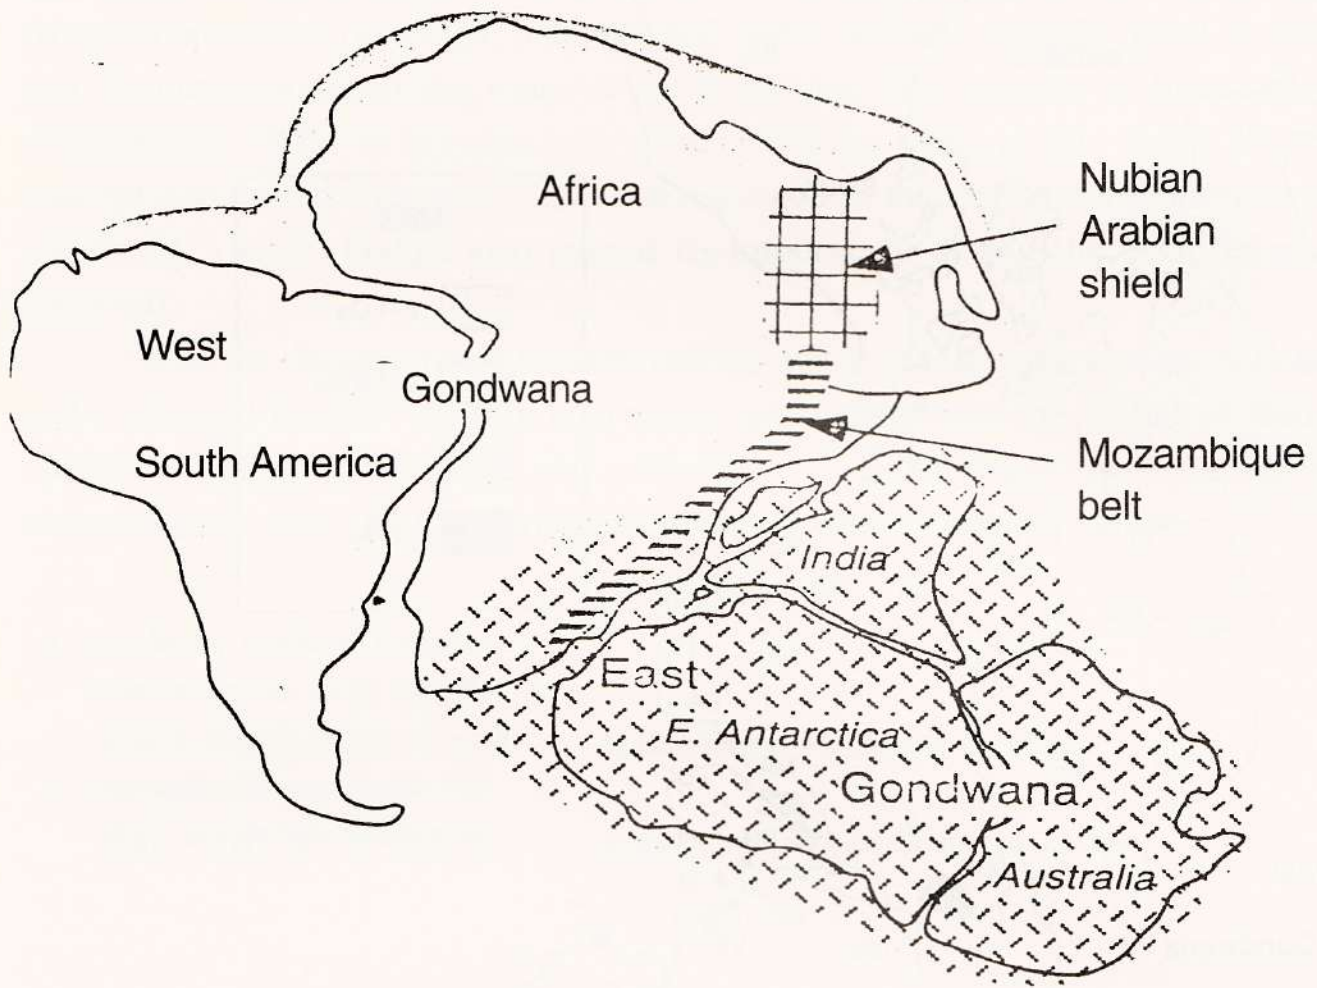 Africa
Nubian
Arabian
shield
West
Gondwana
South America
Mozambique
belt
India
East
E. Antarctica
Gondwana
Australia